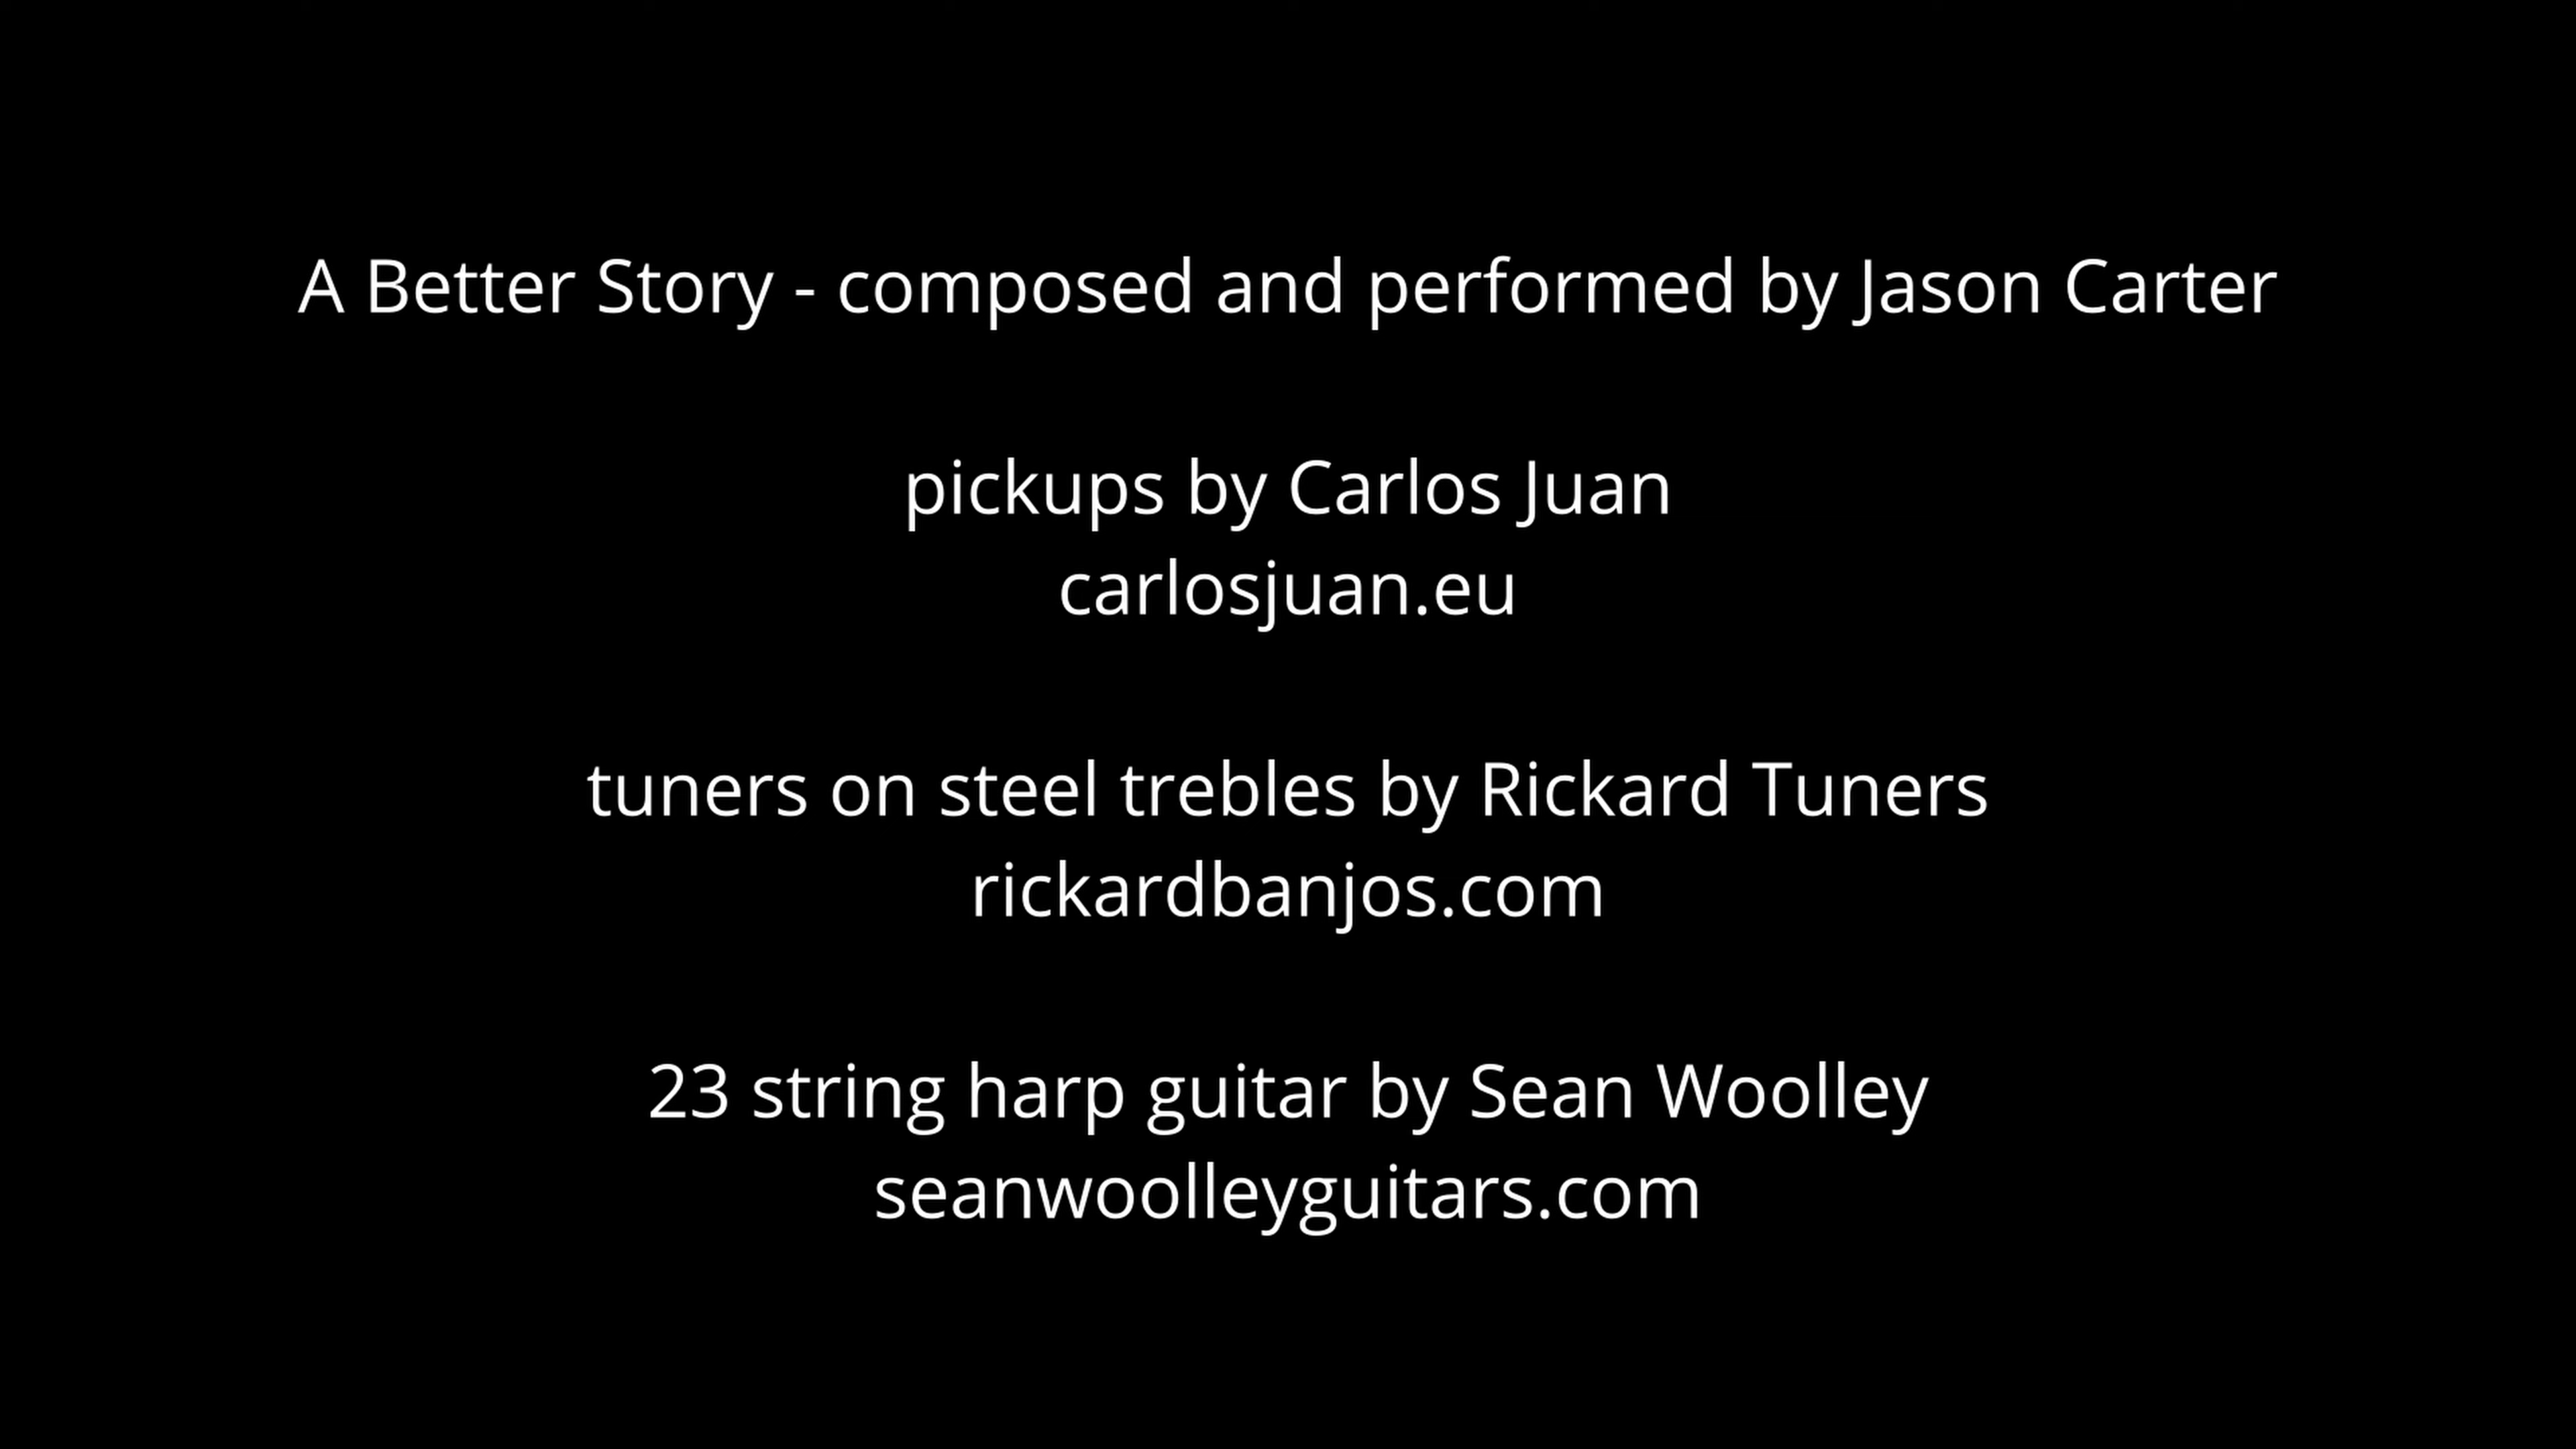 A Better Story - composed and performed by Jason Carter
pickups by Carlos Juan
carlosjuan.eu
tuners on steel trebles by Rickard Tuners
rickardbanjos.com
23 string harp guitar by Sean Woolley
seanwoolleyguitars.com